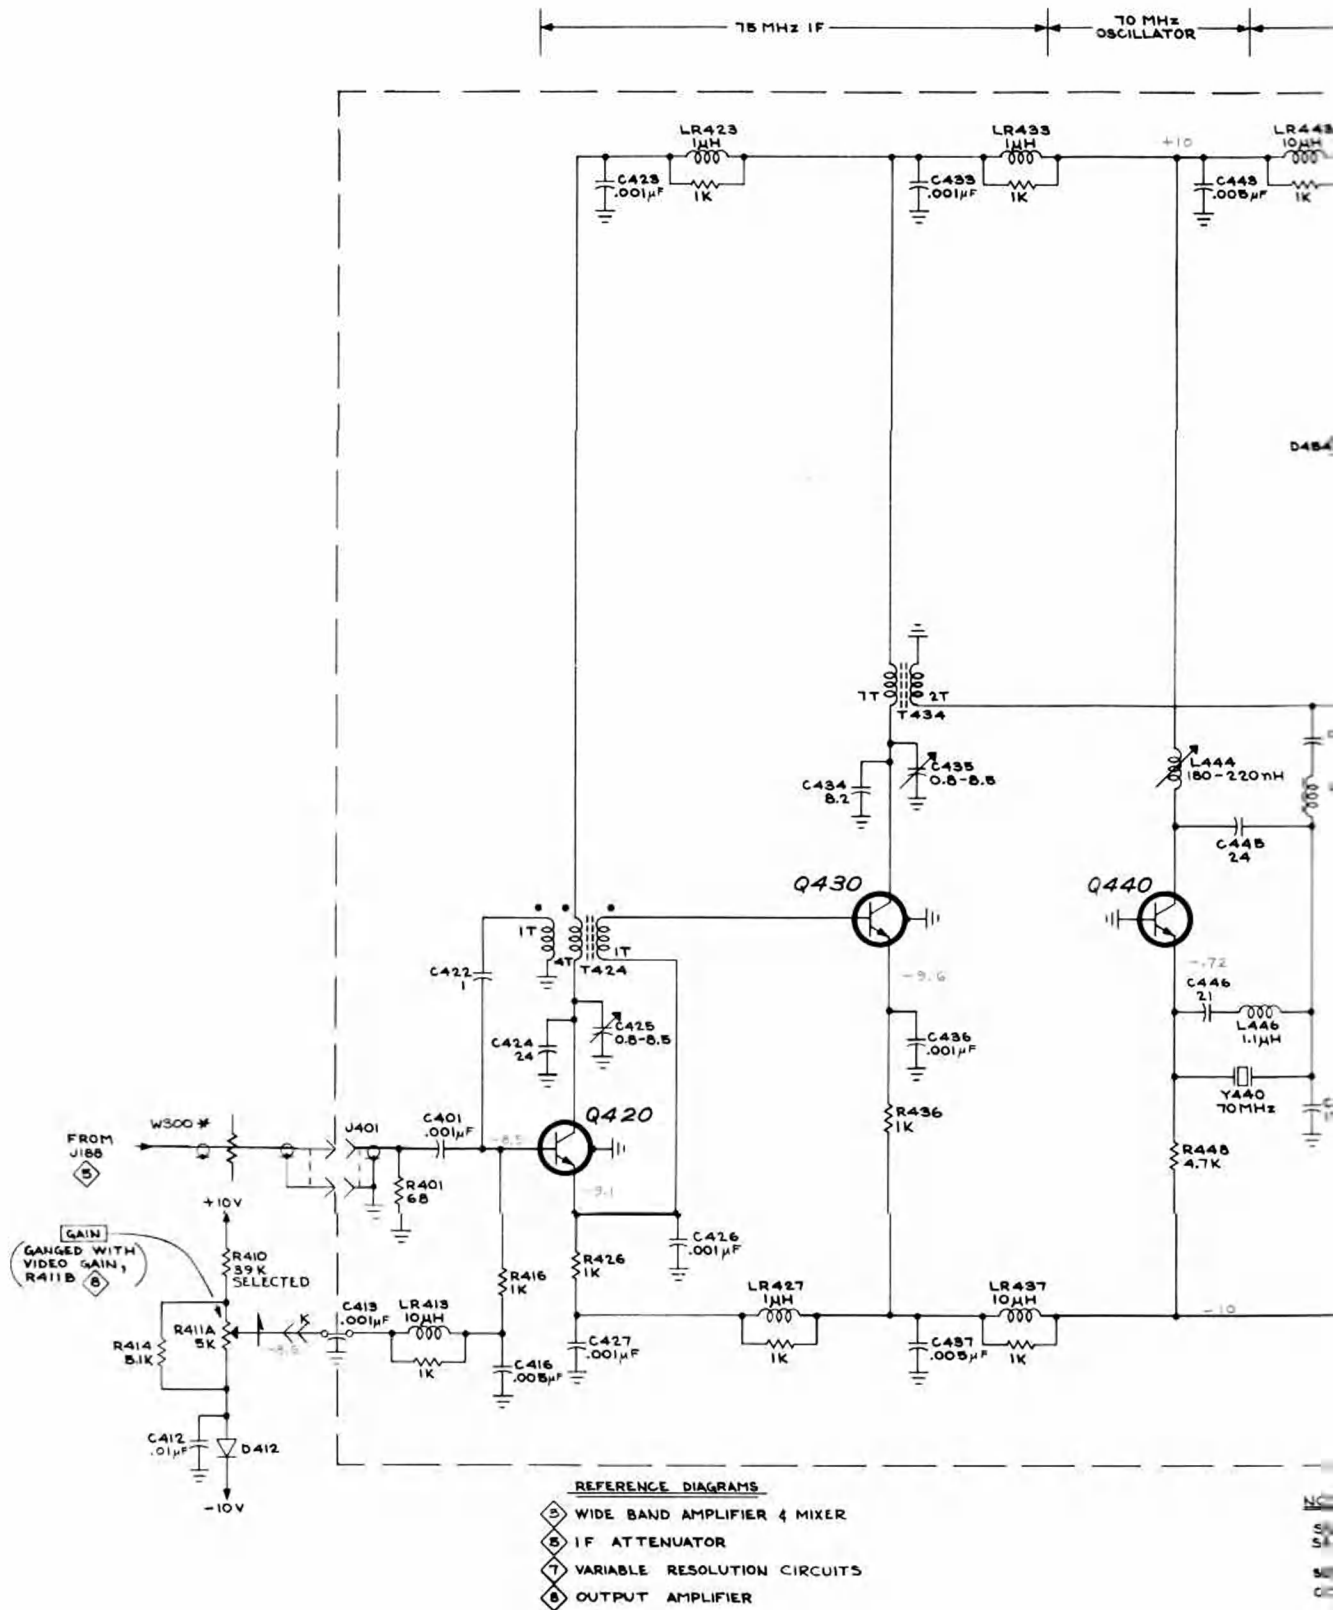 75 MHZ IF
70 MHZ
OSCILLATOR
LR423
1μH
1K
C423
.001μF
LR433
1μH
1K
C433
.001μF
+10
LR443
10μH
1K
C443
.005μF
D454
7T
2T
T434
C434
8.2
C435
0.8-8.5
L444
180-220nH
C445
24
Q430
Q440
1T
4T
1T
T424
C422
1
-9.6
-.72
C446
21
L446
1.1μH
C424
24
C425
0.8-8.5
C436
.001μF
Y440
70MHZ
Q420
R436
1K
R448
4.7K
W300*
FROM
J188
5
J401
C401
.001μF
-8.5
R401
68
-9.1
+10V
GAIN
(GANGED WITH
VIDEO GAIN,
R411B 8)
R410
39K
SELECTED
R414
5.1K
R411A
5K
K
C413
.001μF
LR413
10μH
1K
R416
1K
C416
.005μF
R426
1K
C426
.001μF
C427
.001μF
LR427
1μH
1K
C437
.005μF
LR437
10μH
1K
-10
C412
.01μF
D412
-10V
REFERENCE DIAGRAMS
3 WIDE BAND AMPLIFIER & MIXER
5 IF ATTENUATOR
7 VARIABLE RESOLUTION CIRCUITS
8 OUTPUT AMPLIFIER